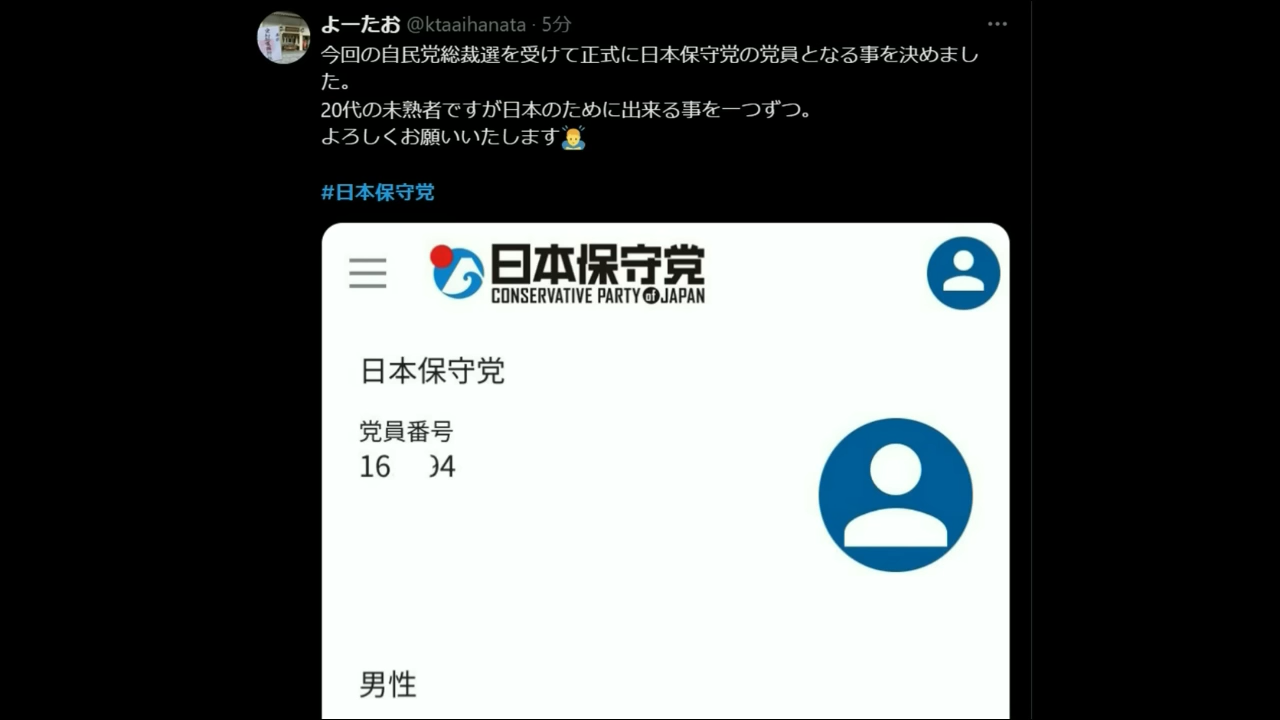 よーたお @ktaaihanata · 5分
今回の自民党総裁選を受けて正式に日本保守党の党員となる事を決めまし
た。
20代の未熟者ですが日本のために出来る事を一つずつ。
よろしくお願いいたします🙇‍♂️
#日本保守党
日本保守党
CONSERVATIVE PARTY of JAPAN
日本保守党
党員番号
16 94
男性